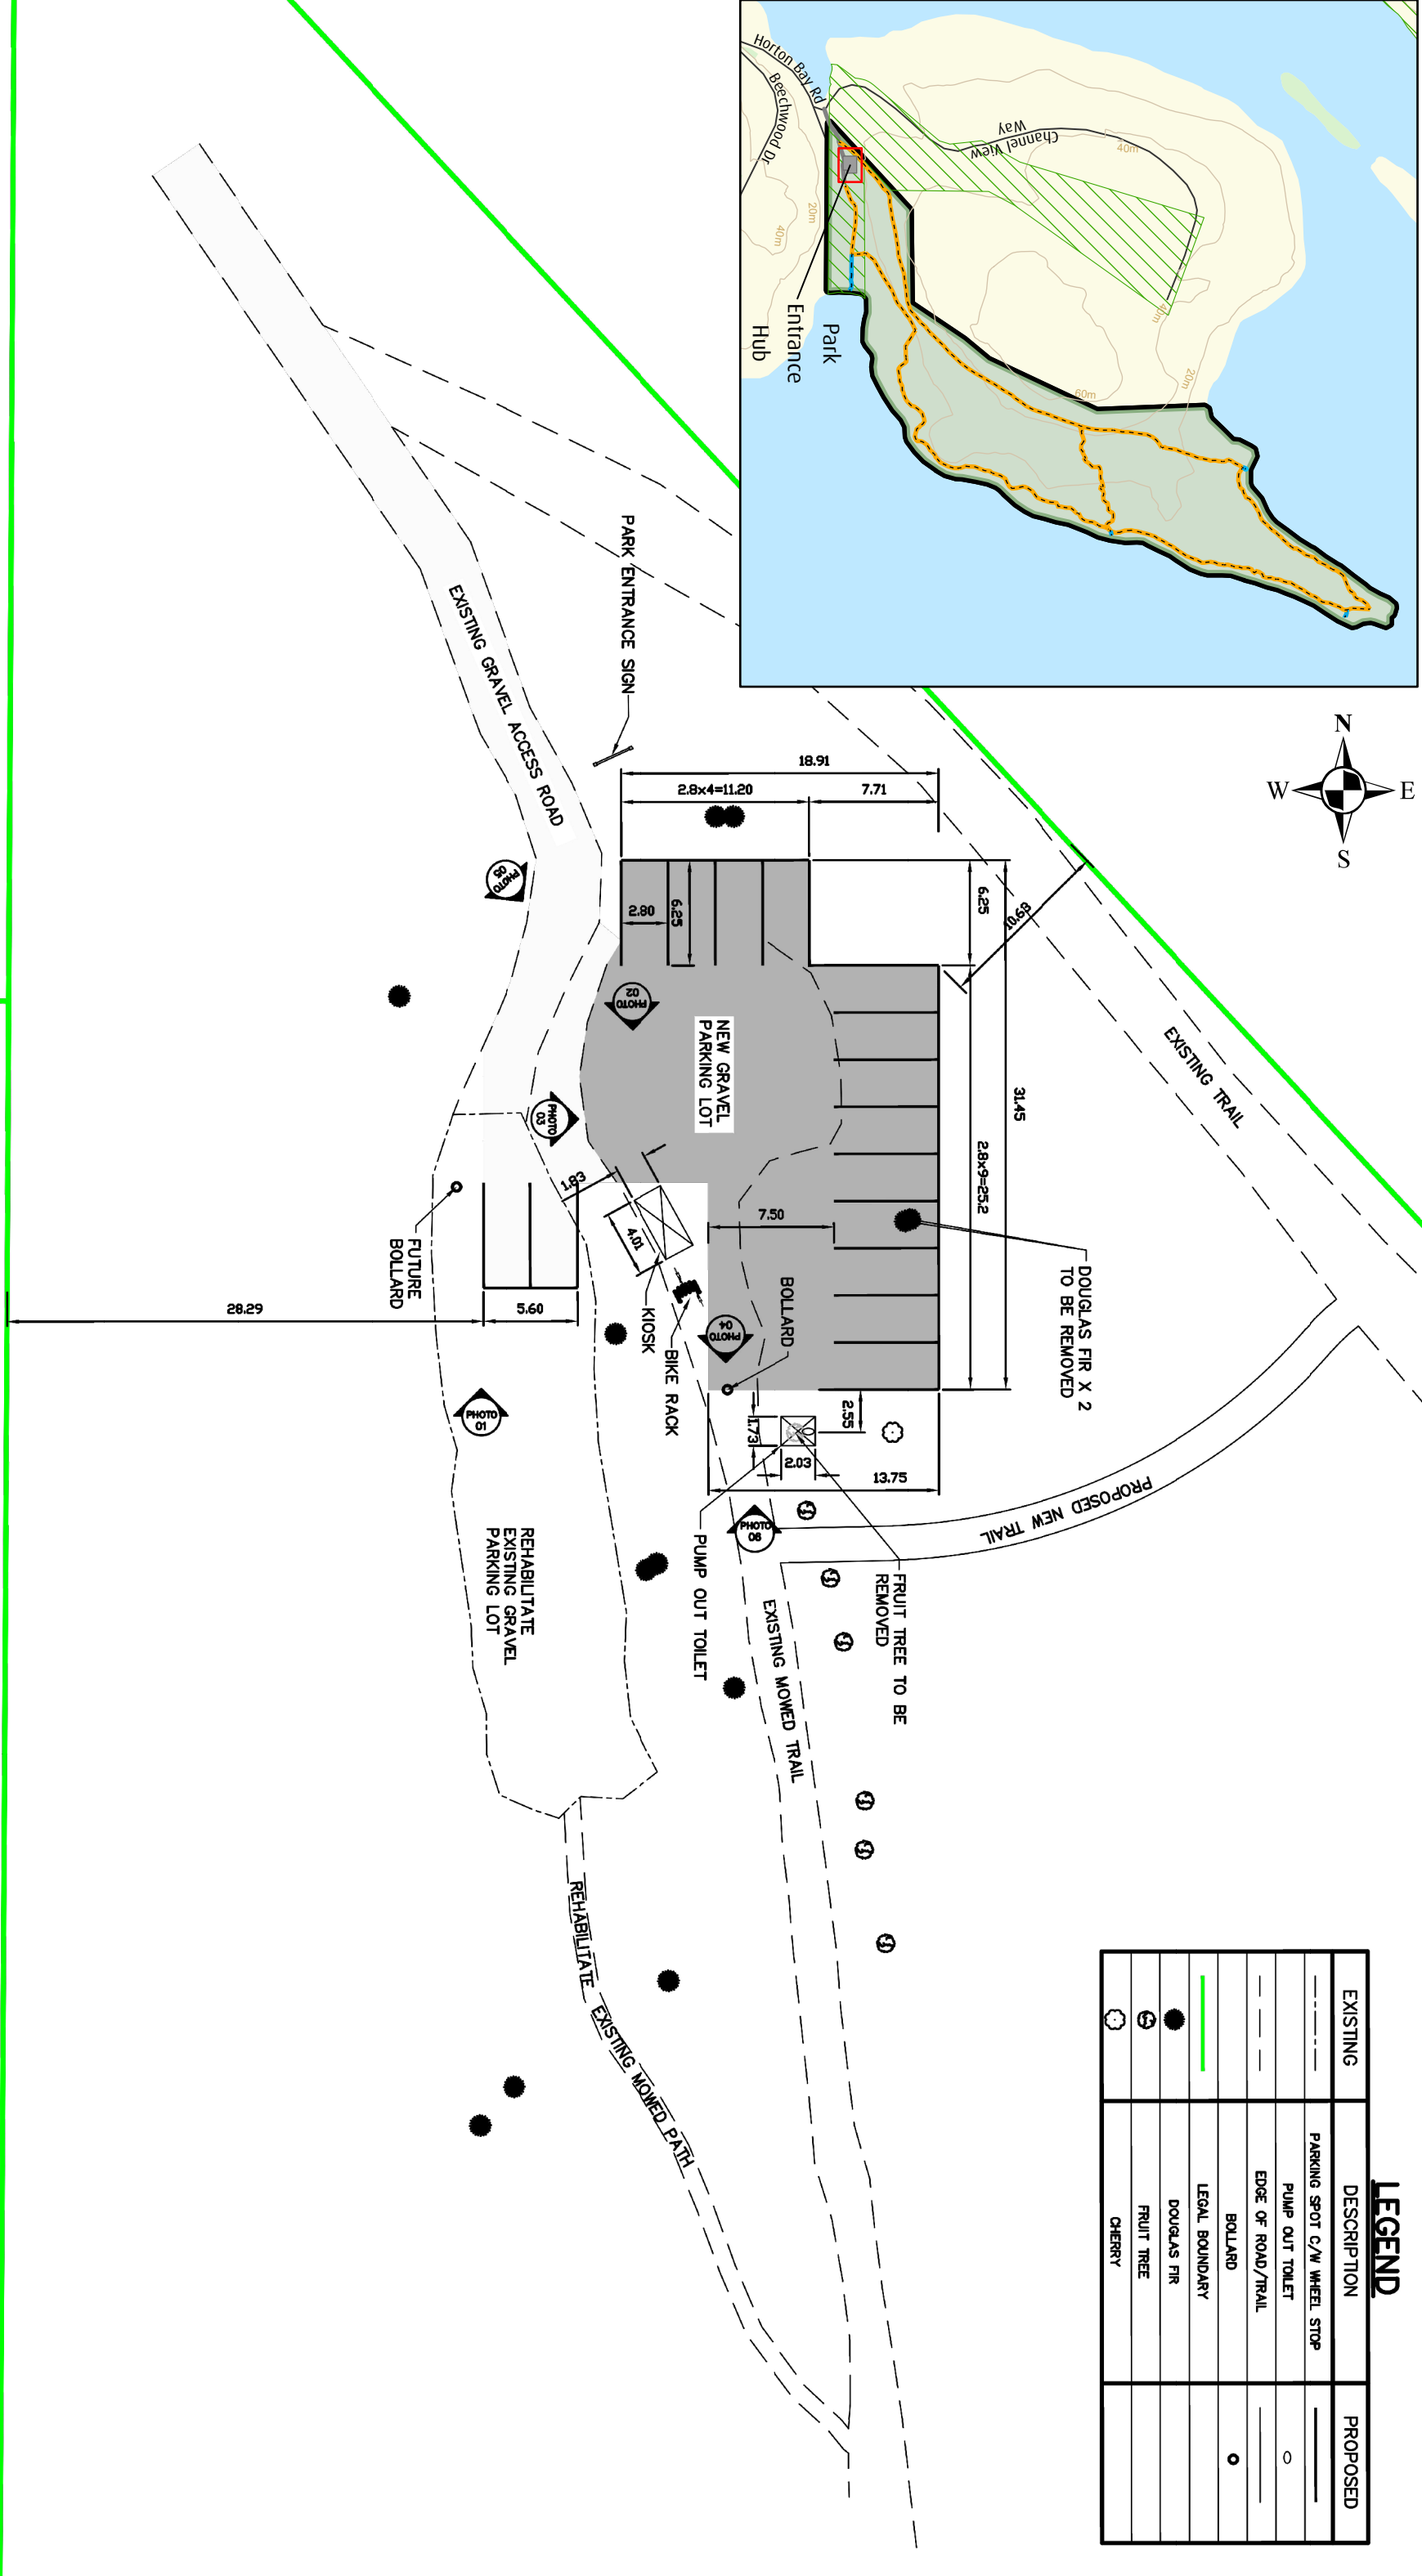 Horton Bay Rd
Beechwood Dr
Channel View
Way
40m
20m
40m
40m
20m
60m
Park
Entrance
Hub
N
W
E
S
PARK ENTRANCE SIGN
EXISTING GRAVEL ACCESS ROAD
18.91
2.8x4=11.20
7.71
6.25
10.68
2.80
6.25
31.45
2.8x9=25.2
EXISTING TRAIL
PHOTO
05
PHOTO
02
NEW GRAVEL
PARKING LOT
PHOTO
03
1.83
4.01
7.50
KIOSK
BIKE RACK
PHOTO
04
BOLLARD
DOUGLAS FIR X 2
TO BE REMOVED
FUTURE
BOLLARD
28.29
5.60
PHOTO
01
2.55
1.73
2.03
13.75
PROPOSED NEW TRAIL
PHOTO
06
PUMP OUT TOILET
FRUIT TREE TO BE
REMOVED
REHABILITATE
EXISTING GRAVEL
PARKING LOT
EXISTING MOWED TRAIL
REHABILITATE EXISTING MOWED PATH
LEGEND
EXISTING DESCRIPTION PROPOSED
PARKING SPOT C/W WHEEL STOP
PUMP OUT TOILET
EDGE OF ROAD/TRAIL
BOLLARD
LEGAL BOUNDARY
DOUGLAS FIR
FRUIT TREE
CHERRY